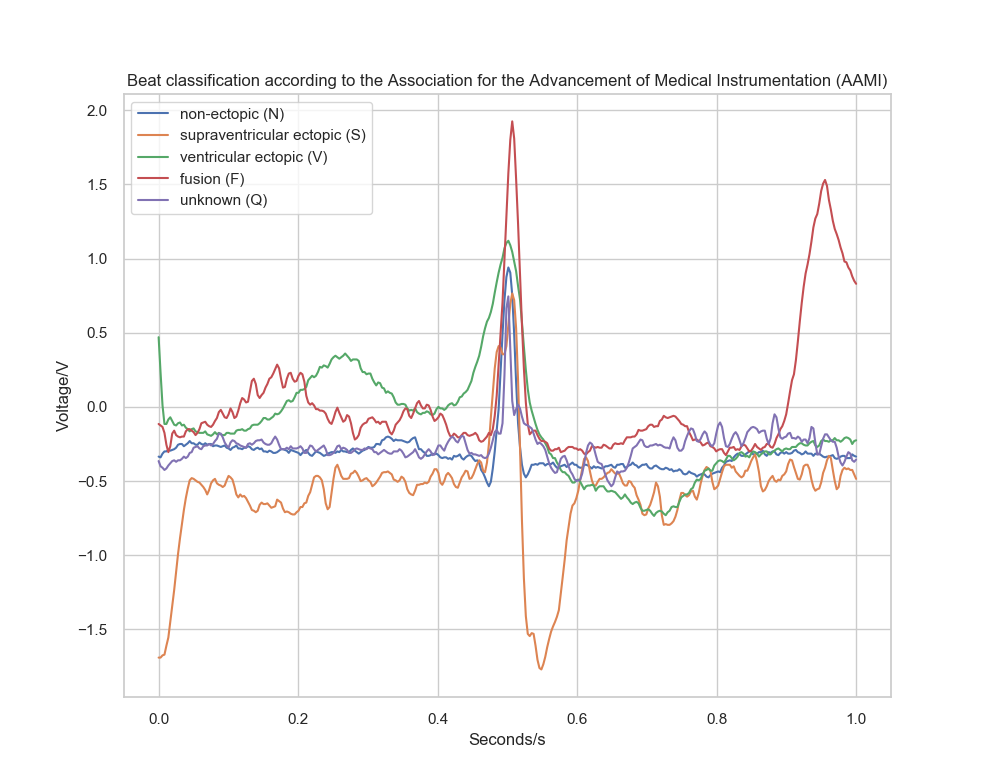 Beat classification according to the Association for the Advancement of Medical Instrumentation (AAMI)
non-ectopic (N)
supraventricular ectopic (S)
ventricular ectopic (V)
fusion (F)
unknown (Q)
2.0
1.5
1.0
0.5
0.0
−0.5
−1.0
−1.5
Voltage/V
0.0 0.2 0.4 0.6 0.8 1.0
Seconds/s